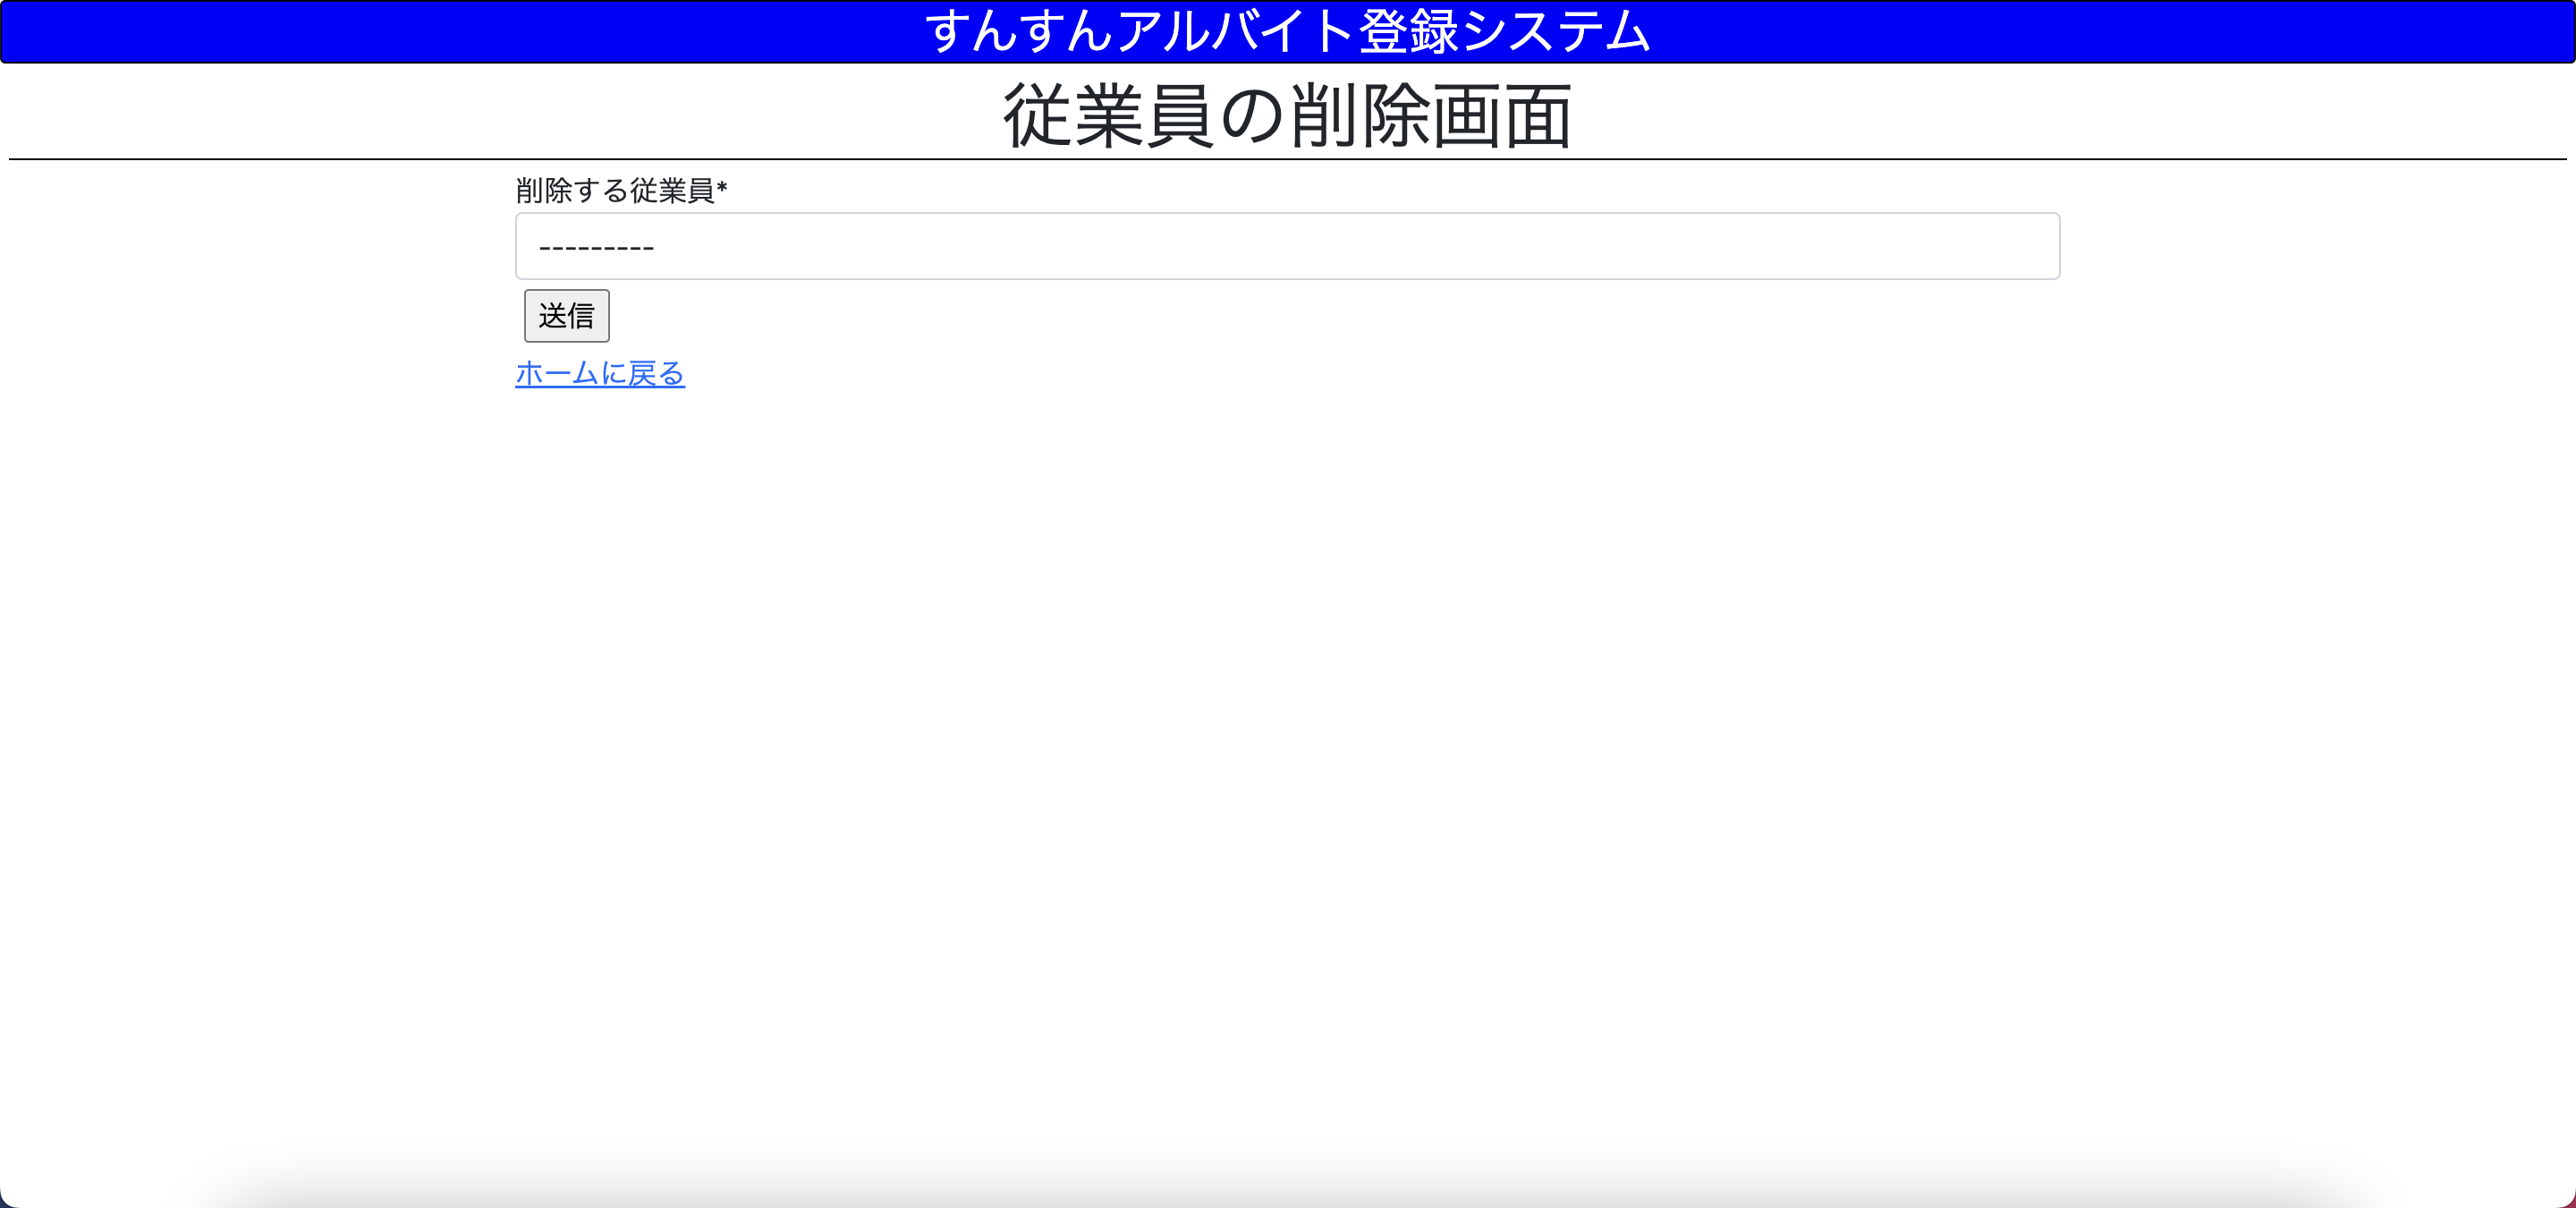 すんすんアルバイト登録システム
従業員の削除画面
削除する従業員*
---------
送信
ホームに戻る